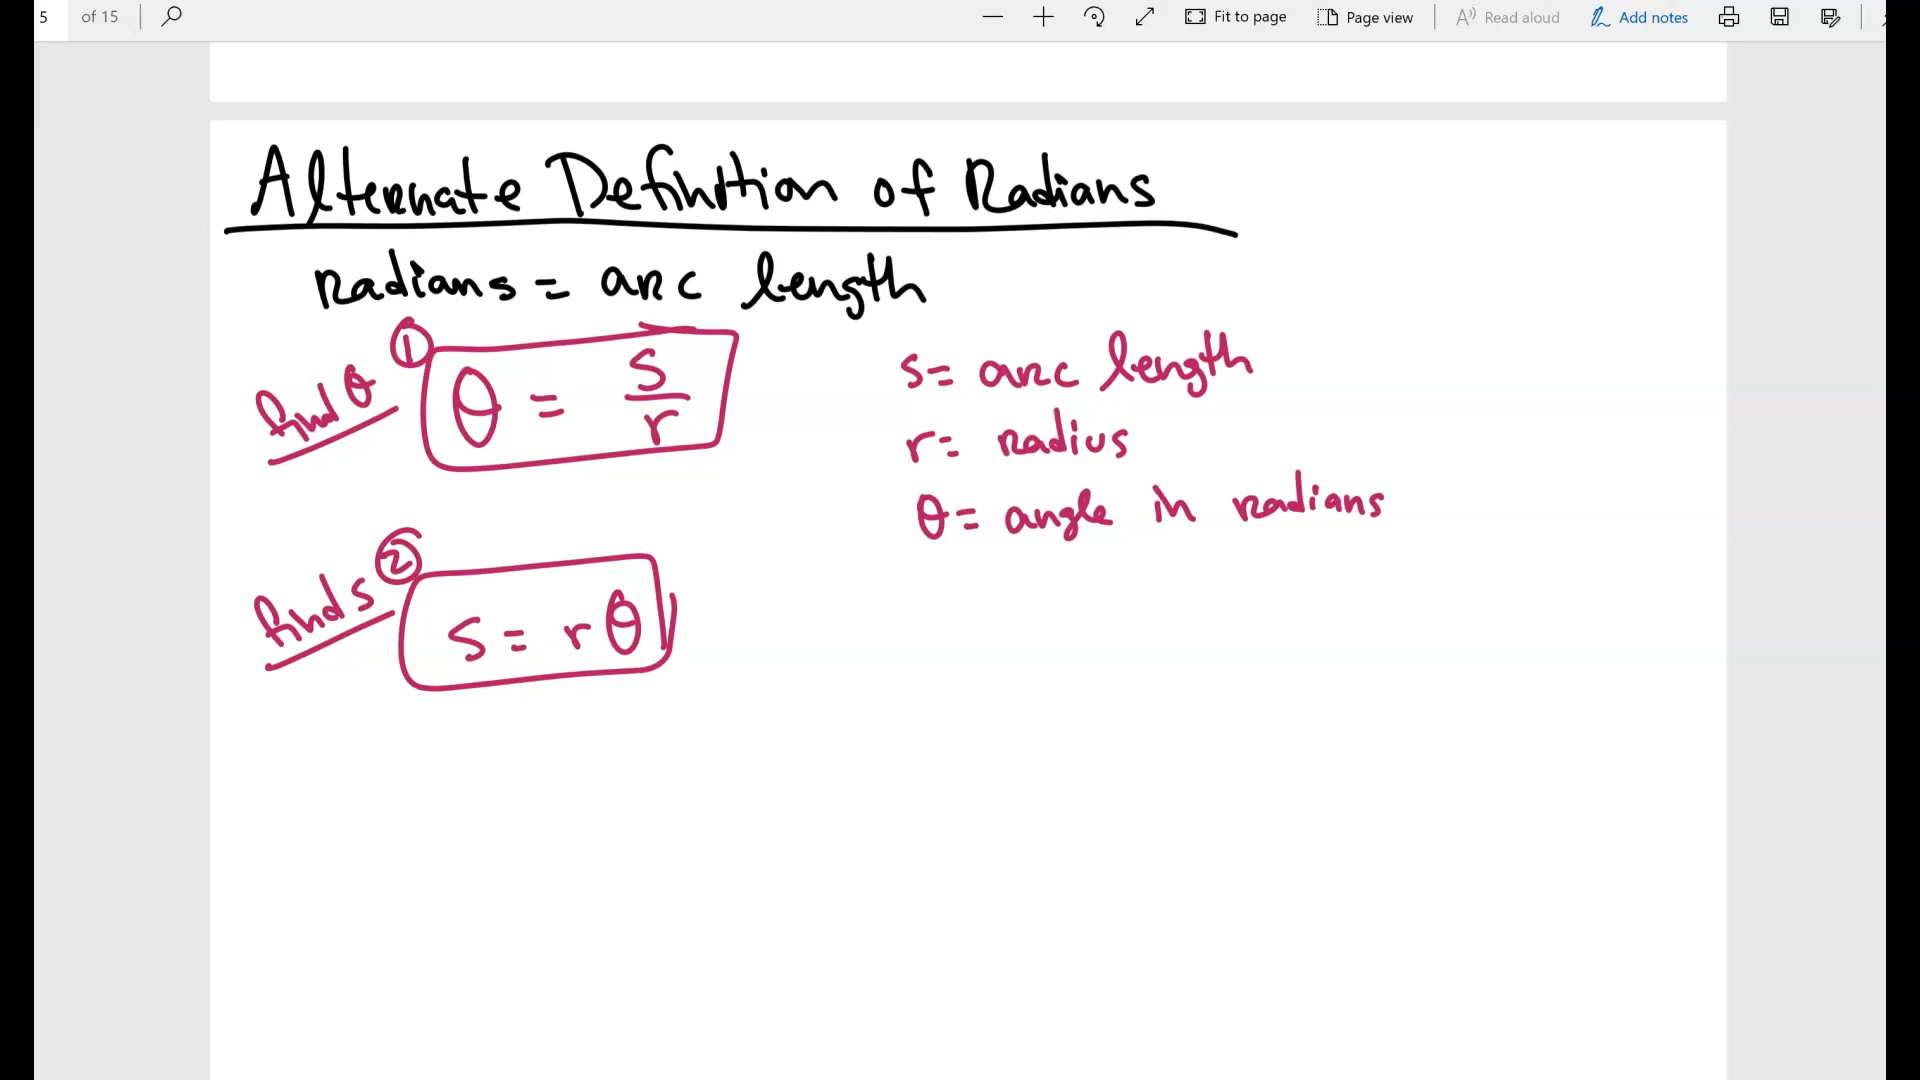 5 of 15 Fit to page Page view Read aloud Add notes
Alternate Definition of Radians
radians = arc length
find θ ① θ = s/r
s = arc length
r = radius
θ = angle in radians
find s ② s = rθ